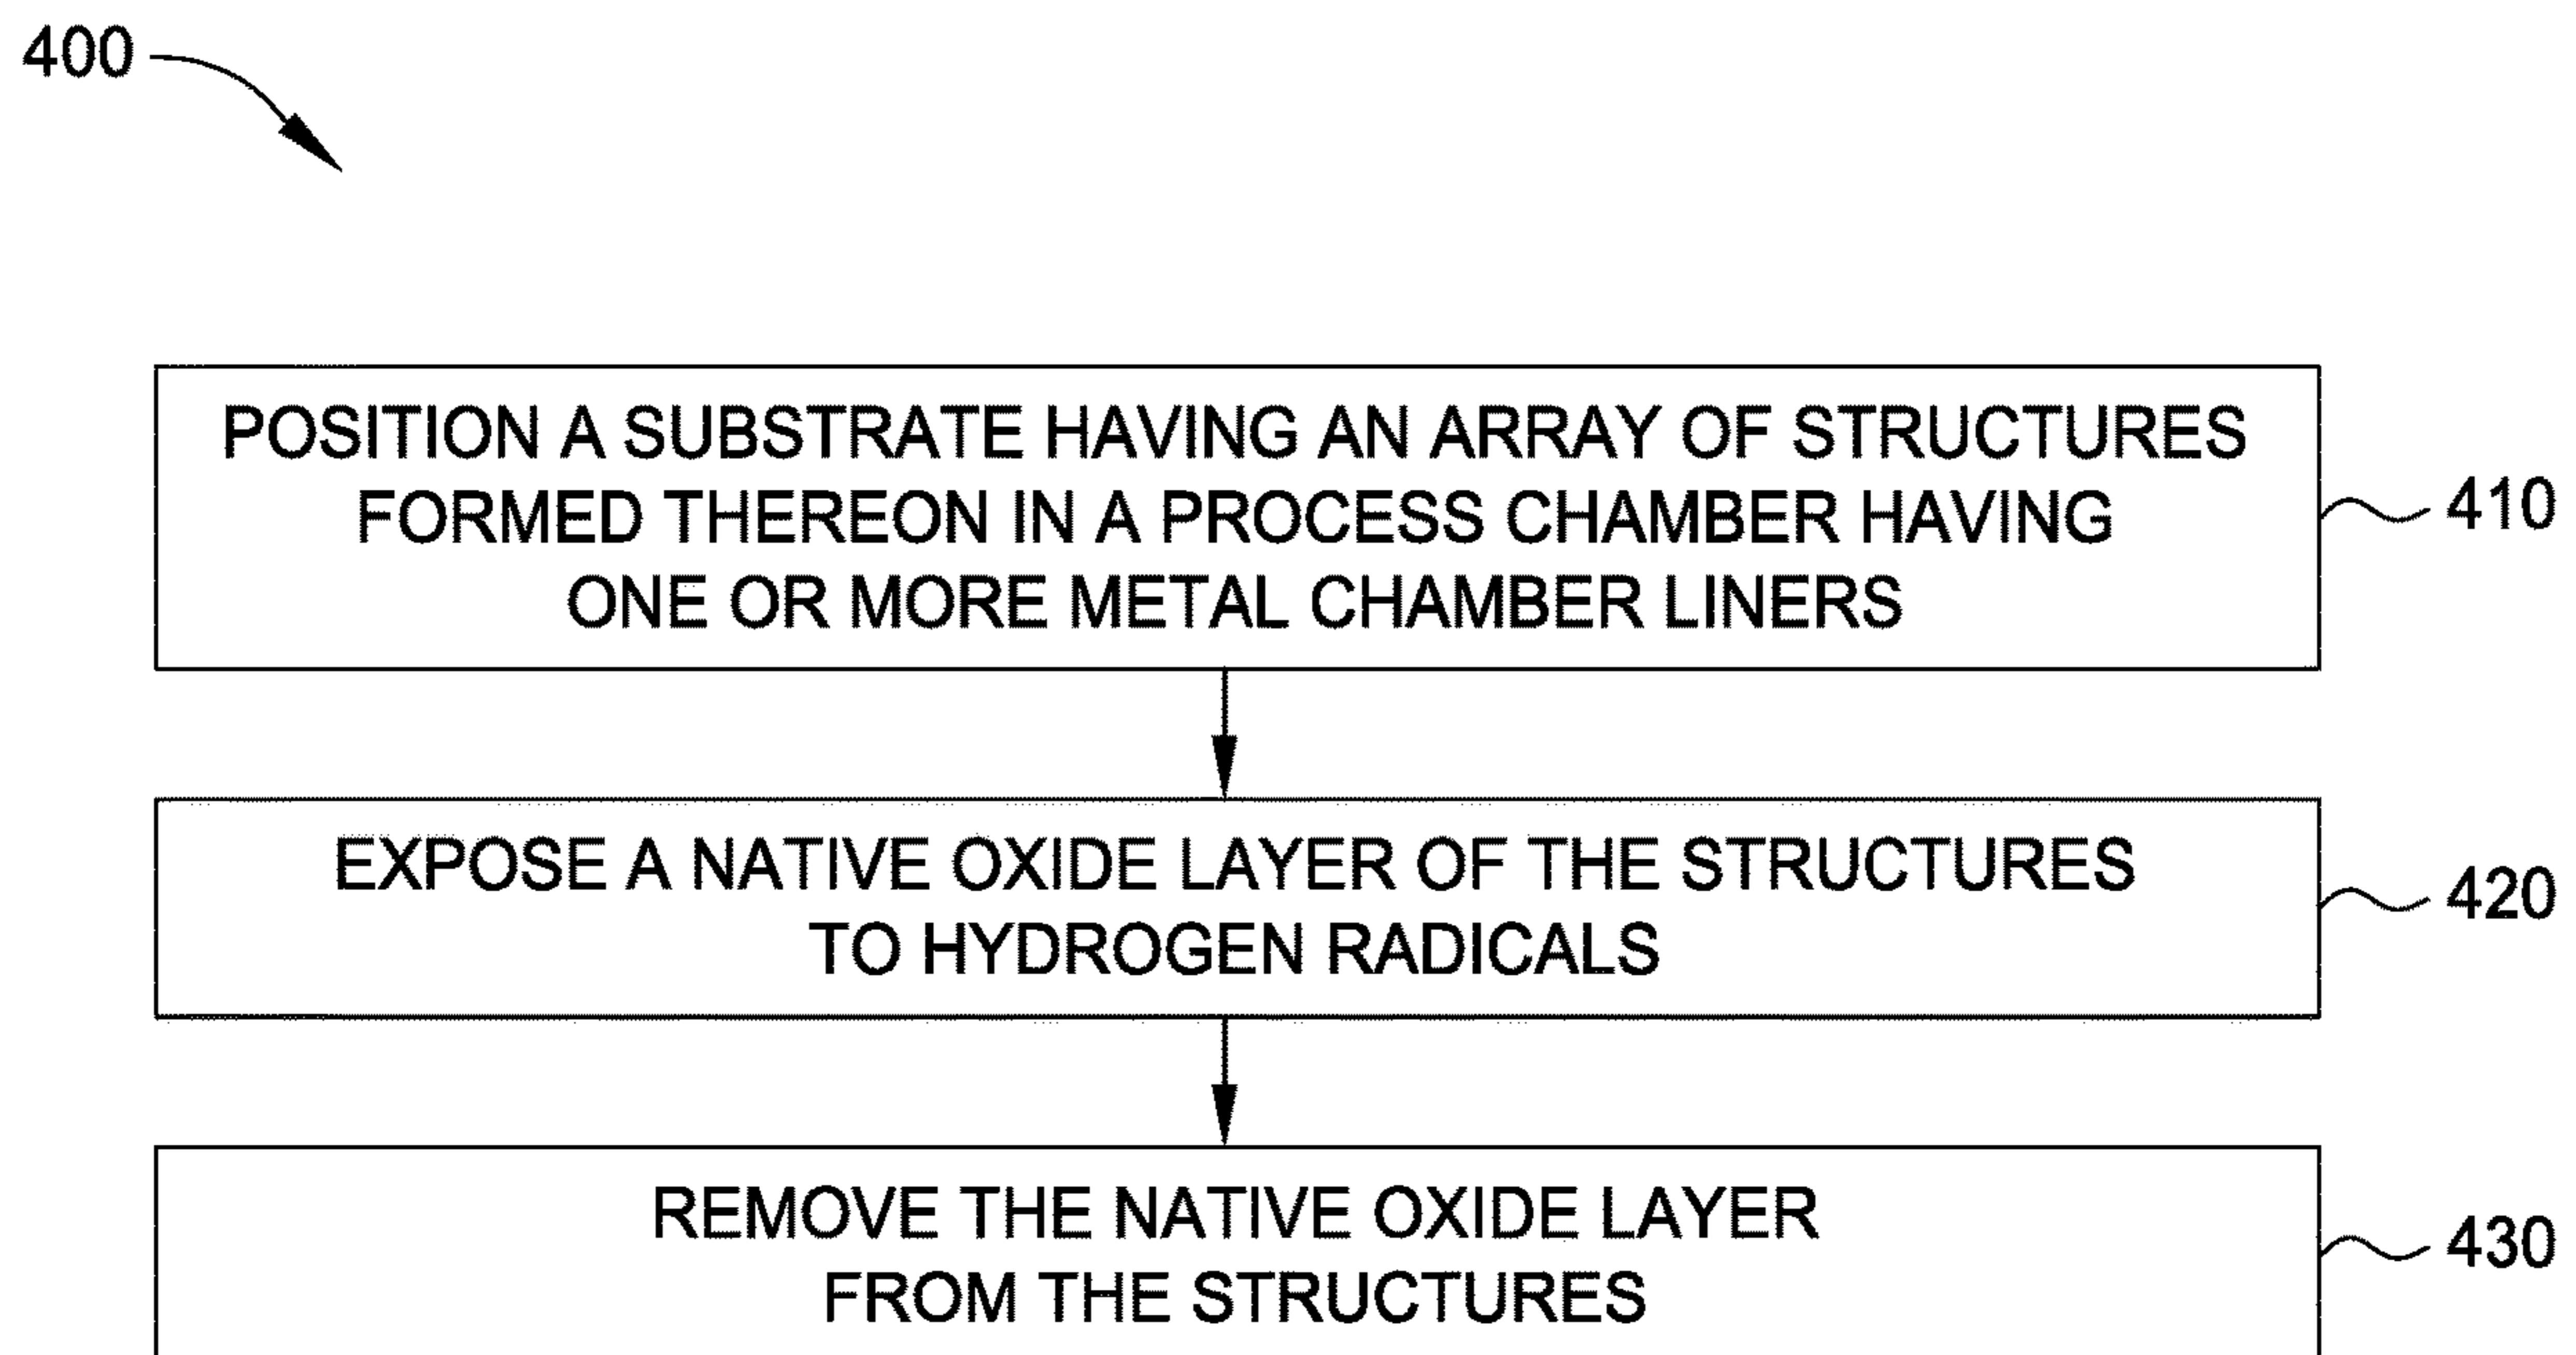 400
POSITION A SUBSTRATE HAVING AN ARRAY OF STRUCTURES
FORMED THEREON IN A PROCESS CHAMBER HAVING
ONE OR MORE METAL CHAMBER LINERS
410
EXPOSE A NATIVE OXIDE LAYER OF THE STRUCTURES
TO HYDROGEN RADICALS
420
REMOVE THE NATIVE OXIDE LAYER
FROM THE STRUCTURES
430